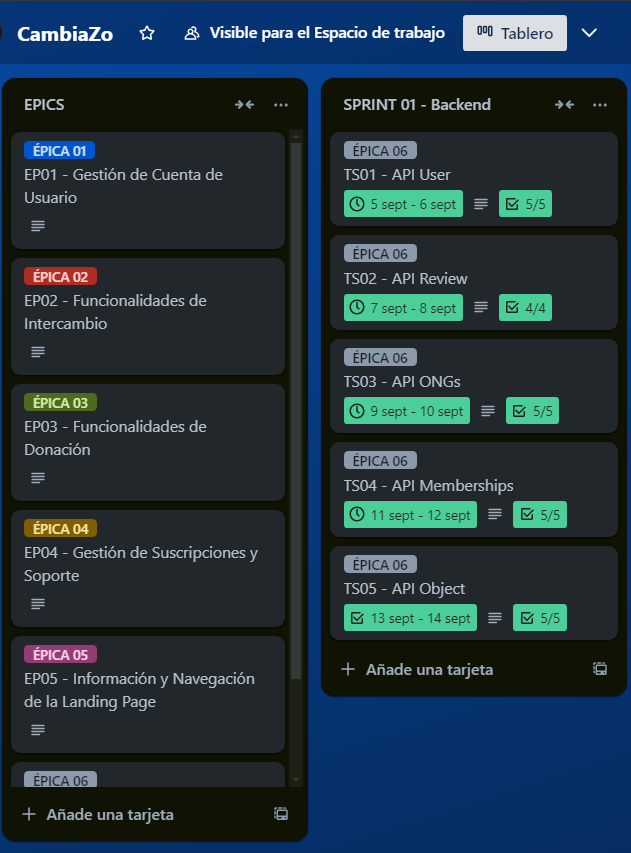 CambiaZo
Visible para el Espacio de trabajo
Tablero
EPICS
ÉPICA 01
EP01 - Gestión de Cuenta de
Usuario
ÉPICA 02
EP02 - Funcionalidades de
Intercambio
ÉPICA 03
EP03 - Funcionalidades de
Donación
ÉPICA 04
EP04 - Gestión de Suscripciones y
Soporte
ÉPICA 05
EP05 - Información y Navegación
de la Landing Page
ÉPICA 06
Añade una tarjeta
SPRINT 01 - Backend
ÉPICA 06
TS01 - API User
5 sept - 6 sept
5/5
ÉPICA 06
TS02 - API Review
7 sept - 8 sept
4/4
ÉPICA 06
TS03 - API ONGs
9 sept - 10 sept
5/5
ÉPICA 06
TS04 - API Memberships
11 sept - 12 sept
5/5
ÉPICA 06
TS05 - API Object
13 sept - 14 sept
5/5
Añade una tarjeta